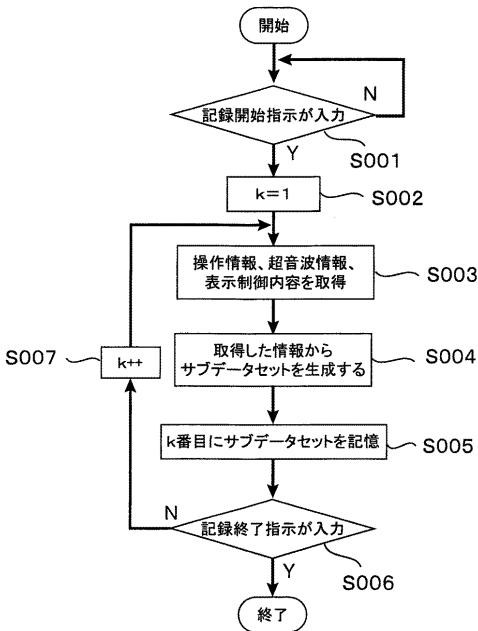 開始
N
記録開始指示が入力
Y
S001
k=1
S002
操作情報、超音波情報、
表示制御内容を取得
S003
取得した情報から
サブデータセットを生成する
S004
S007
k++
k番目にサブデータセットを記憶
S005
N
記録終了指示が入力
Y
S006
終了